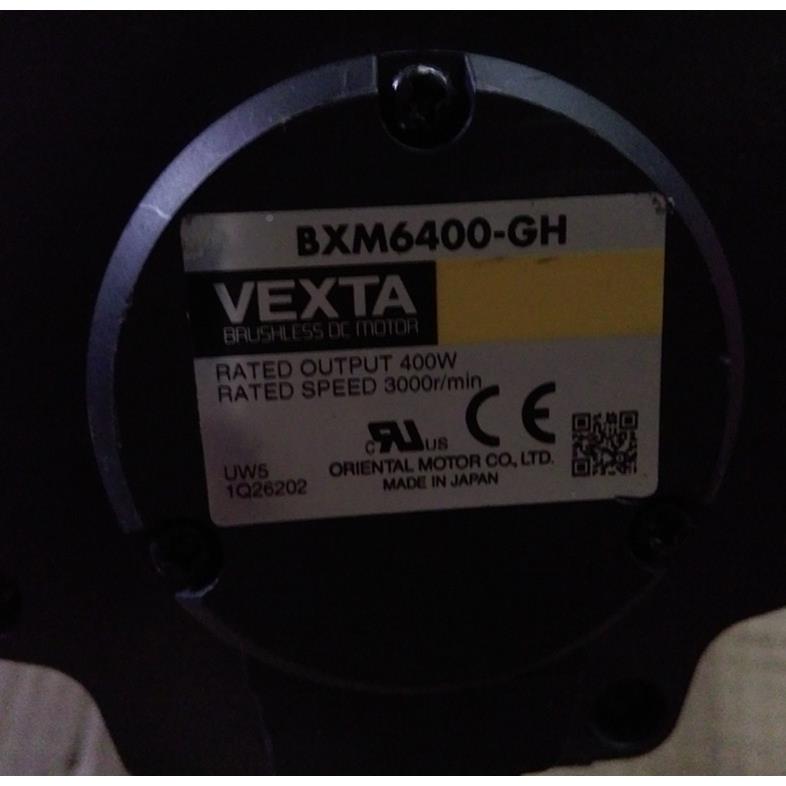 BXM6400-GH
VEXTA
BRUSHLESS DC MOTOR
RATED OUTPUT 400W
RATED SPEED 3000r/min
CE
c RU US
UW5
1Q26202
ORIENTAL MOTOR CO., LTD.
MADE IN JAPAN